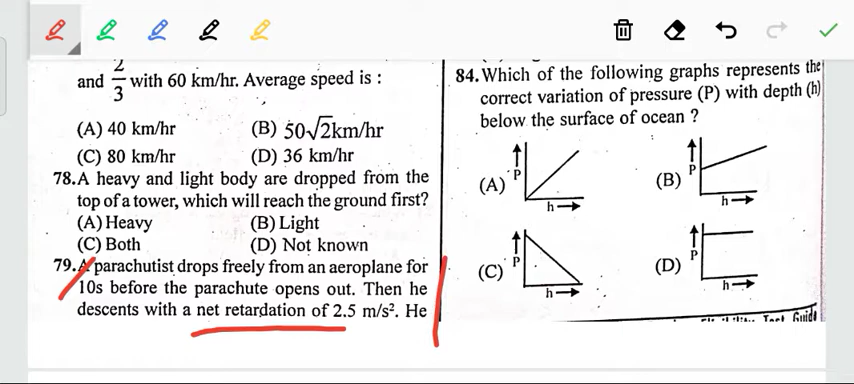 and 2/3 with 60 km/hr. Average speed is :
(A) 40 km/hr (B) 50√2km/hr
(C) 80 km/hr (D) 36 km/hr
78.A heavy and light body are dropped from the
top of a tower, which will reach the ground first?
(A) Heavy (B) Light
(C) Both (D) Not known
79.A parachutist drops freely from an aeroplane for
10s before the parachute opens out. Then he
descents with a net retardation of 2.5 m/s². He
84.Which of the following graphs represents the
correct variation of pressure (P) with depth (h)
below the surface of ocean ?
(A) P h
(B) P h
(C) P h
(D) P h
Test Guide